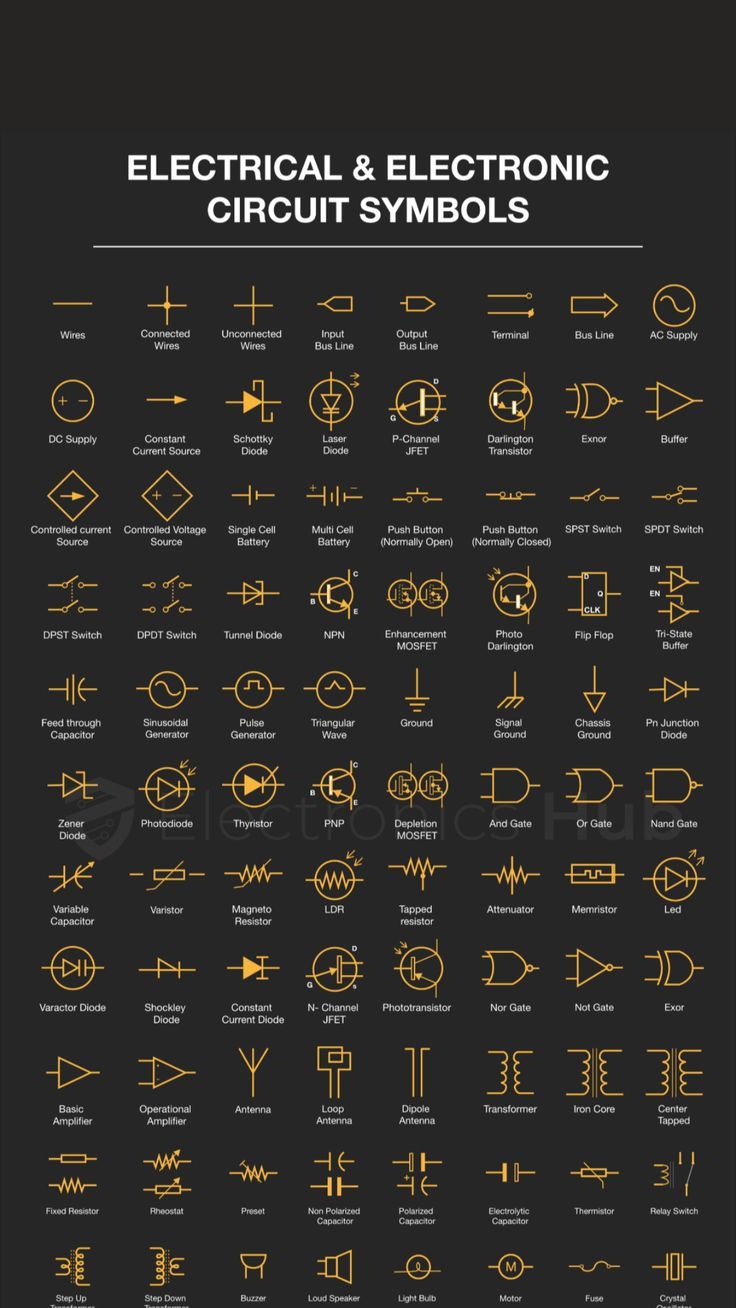 ELECTRICAL & ELECTRONIC
CIRCUIT SYMBOLS
Wires
Connected
Wires
Unconnected
Wires
Input
Bus Line
Output
Bus Line
Terminal
Bus Line
AC Supply
+ -
DC Supply
Constant
Current Source
Schottky
Diode
Laser
Diode
D
G
S
P-Channel
JFET
Darlington
Transistor
Exnor
Buffer
Controlled current
Source
+ -
Controlled Voltage
Source
Single Cell
Battery
+ -
Multi Cell
Battery
Push Button
(Normally Open)
Push Button
(Normally Closed)
SPST Switch
SPDT Switch
DPST Switch
DPDT Switch
Tunnel Diode
C
B
E
NPN
Enhancement
MOSFET
Photo
Darlington
D
Q
CLK
Flip Flop
EN
EN
Tri-State
Buffer
Feed through
Capacitor
Sinusoidal
Generator
Pulse
Generator
Triangular
Wave
Ground
Signal
Ground
Chassis
Ground
Pn Junction
Diode
Electronics Hub
Zener
Diode
Photodiode
Thyristor
C
B
E
PNP
Depletion
MOSFET
And Gate
Or Gate
Nand Gate
Variable
Capacitor
Varistor
Magneto
Resistor
LDR
Tapped
resistor
Attenuator
Memristor
Led
Varactor Diode
Shockley
Diode
Constant
Current Diode
D
G
s
N- Channel
JFET
Phototransistor
Nor Gate
Not Gate
Exor
Basic
Amplifier
Operational
Amplifier
Antenna
Loop
Antenna
Dipole
Antenna
Transformer
Iron Core
Center
Tapped
Fixed Resistor
Rheostat
Preset
Non Polarized
Capacitor
+
Polarized
Capacitor
Electrolytic
Capacitor
Thermistor
Relay Switch
Step Up
Step Down
Buzzer
Loud Speaker
Light Bulb
M
Motor
Fuse
Crystal